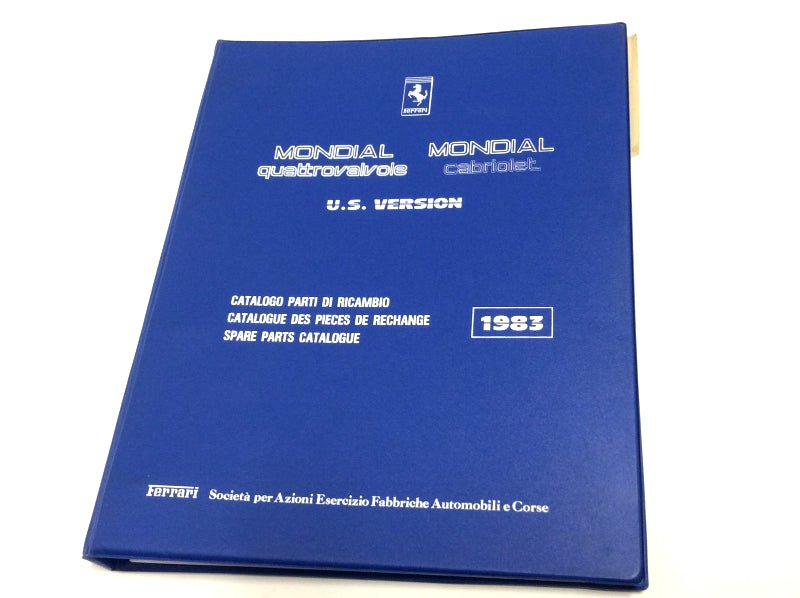 Ferrari
MONDIAL MONDIAL
quattrovalvole cabriolet
U.S. VERSION
CATALOGO PARTI DI RICAMBIO
CATALOGUE DES PIECES DE RECHANGE
SPARE PARTS CATALOGUE
1983
Ferrari Società per Azioni Esercizio Fabbriche Automobili e Corse